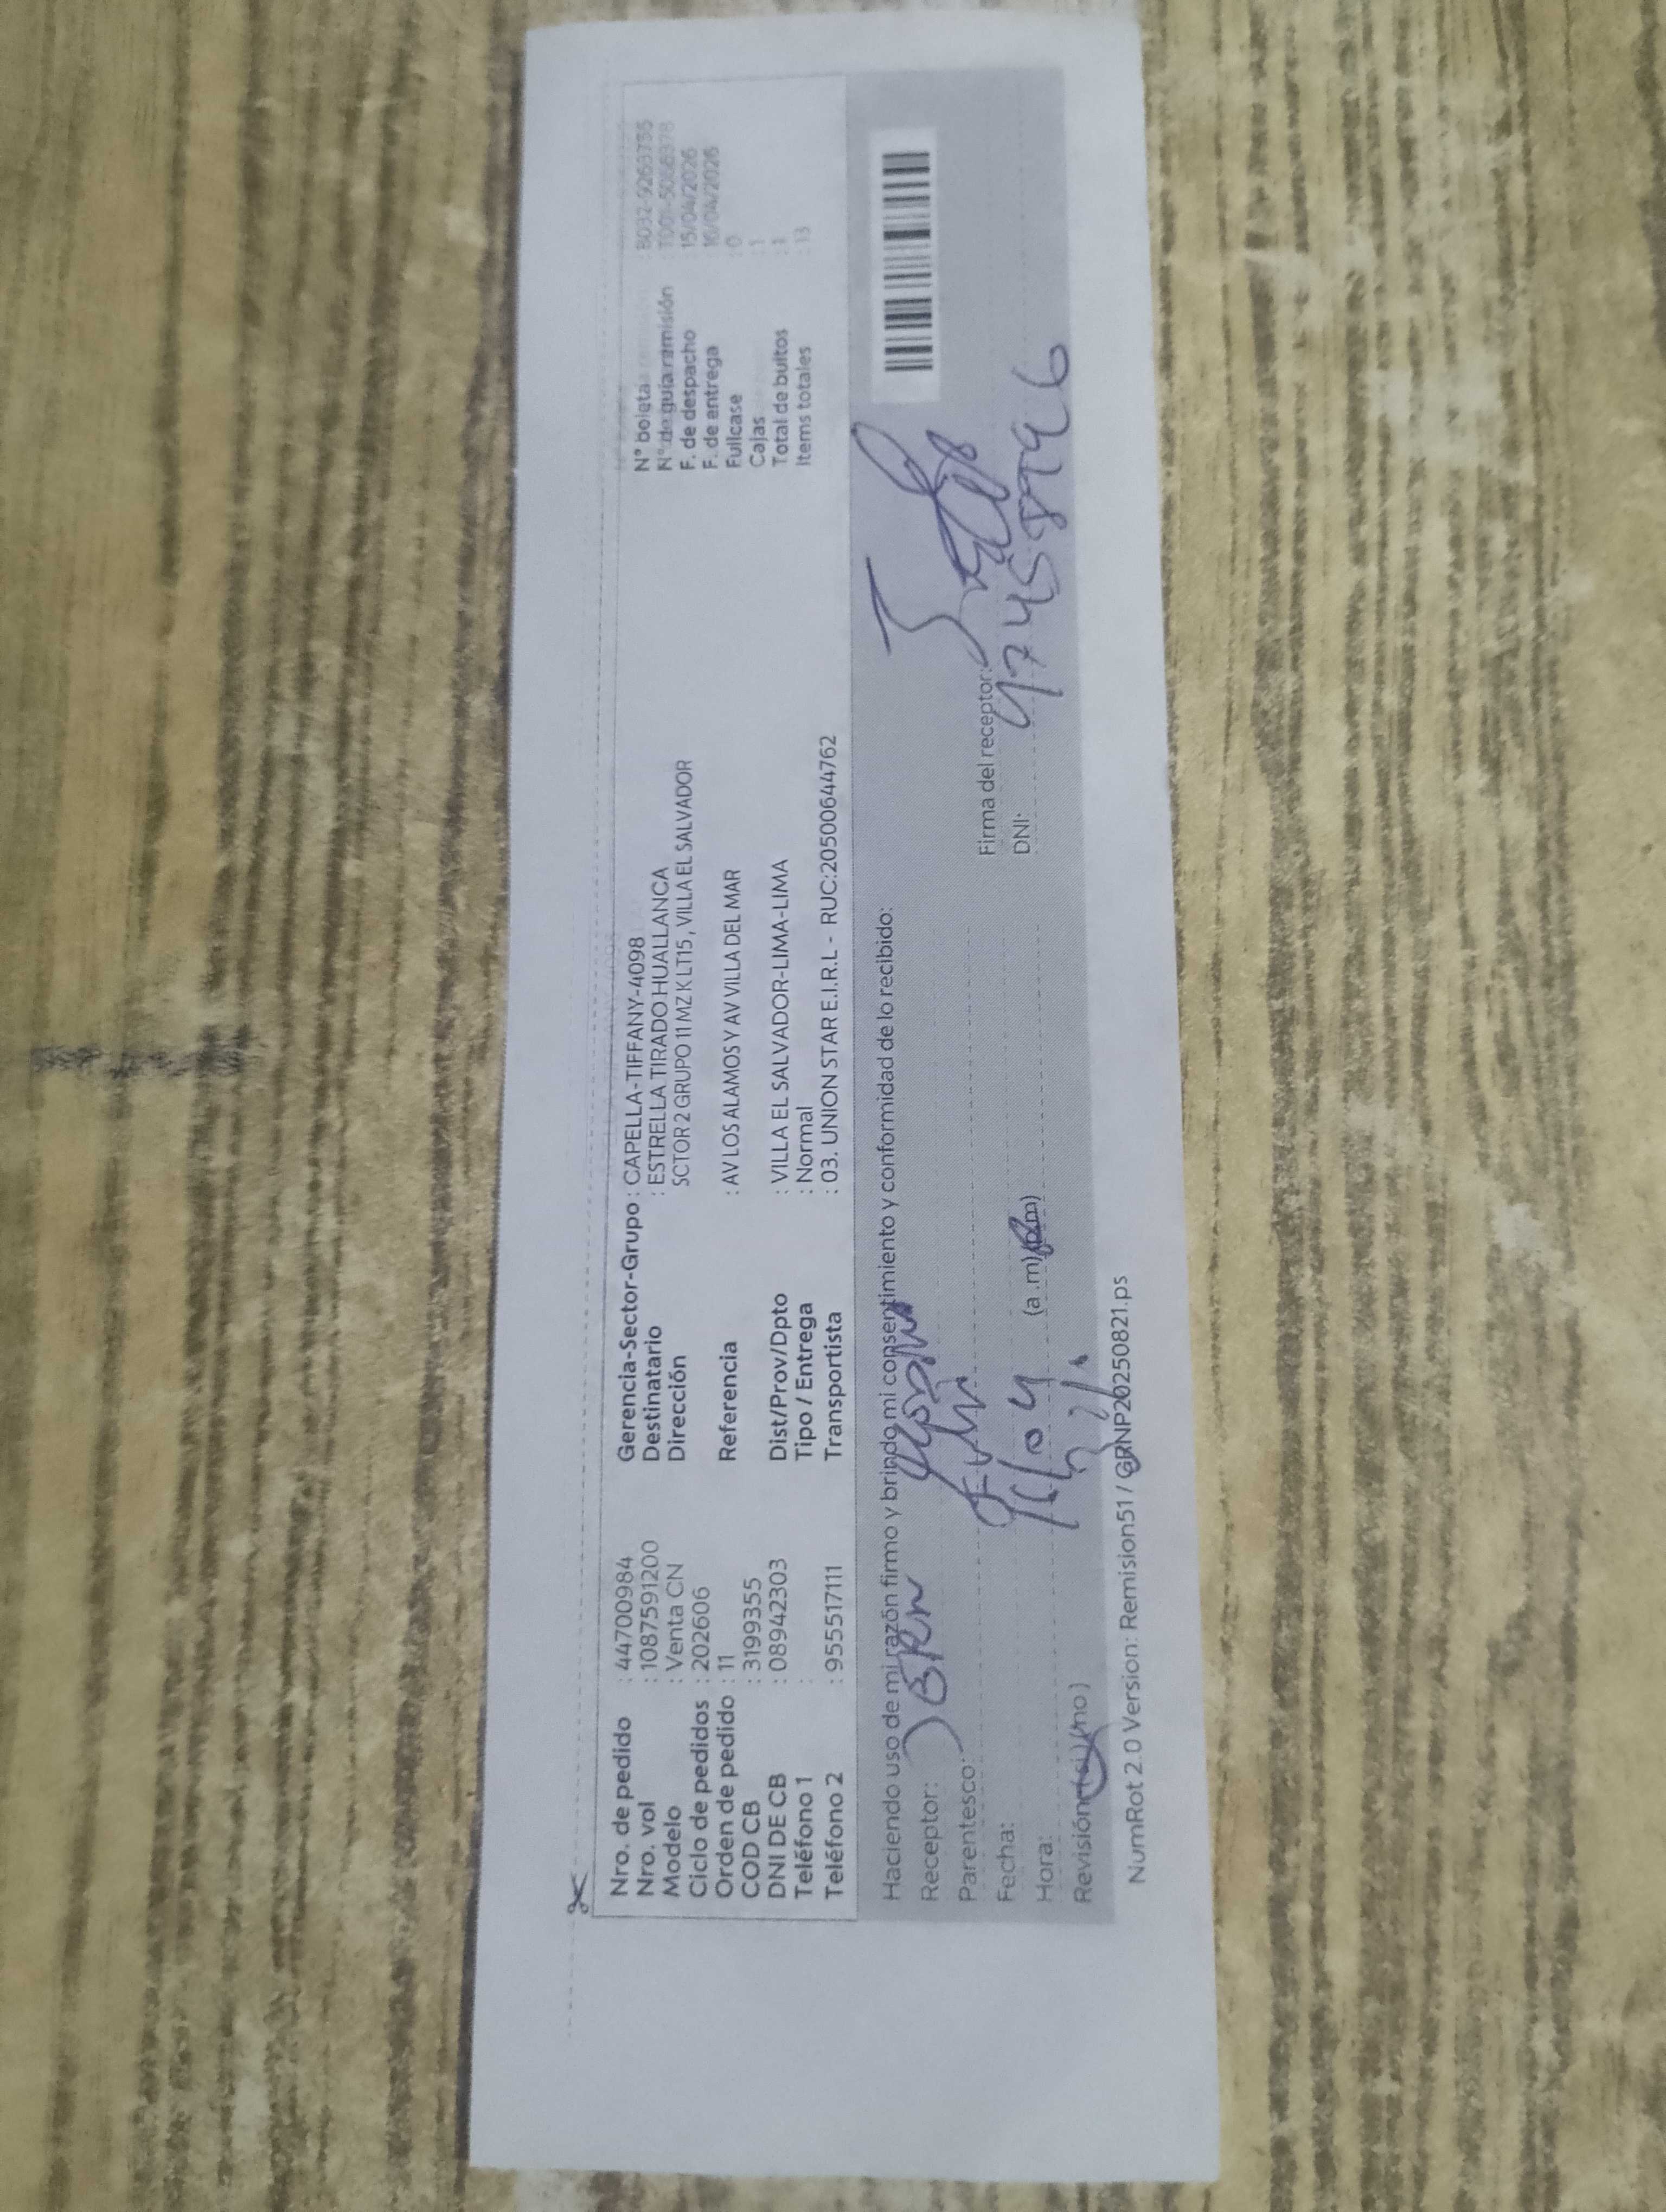 Nro. de pedido : 44700984
Nro. vol : 1087591200
Modelo : Venta CN
Ciclo de pedidos : 202606
Orden de pedido : 11
COD CB : 3199355
DNI DE CB : 08942303
Teléfono 1 :
Teléfono 2 : 955517111
Gerencia-Sector-Grupo : CAPELLA-TIFFANY-4098
Destinatario : ESTRELLA TIRADO HUALLANCA
Dirección SCTOR 2 GRUPO 11 MZ K LT15 , VILLA EL SALVADOR
Referencia : AV LOS ALAMOS Y AV VILLA DEL MAR
Dist/Prov/Dpto : VILLA EL SALVADOR-LIMA-LIMA
Tipo / Entrega : Normal
Transportista : 03. UNION STAR E.I.R.L - RUC:20500644762
N° boleta : B032-9263735
N° de guía remisión
F. de despacho : 15/04/2026
F. de entrega : 16/04/2026
Fullcase : 0
Cajas : 1
Total de bultos : 1
Items totales : 13
Haciendo uso de mi razón firmo y brindo mi consentimiento y conformidad de lo recibido:
Receptor:
Parentesco:
Fecha: 16/04
Hora: (a .m) (p.m)
Revisión (si) (no)
Firma del receptor:
DNI:
NumRot 2.0 Version: Remision51 / GRNP20250821.ps